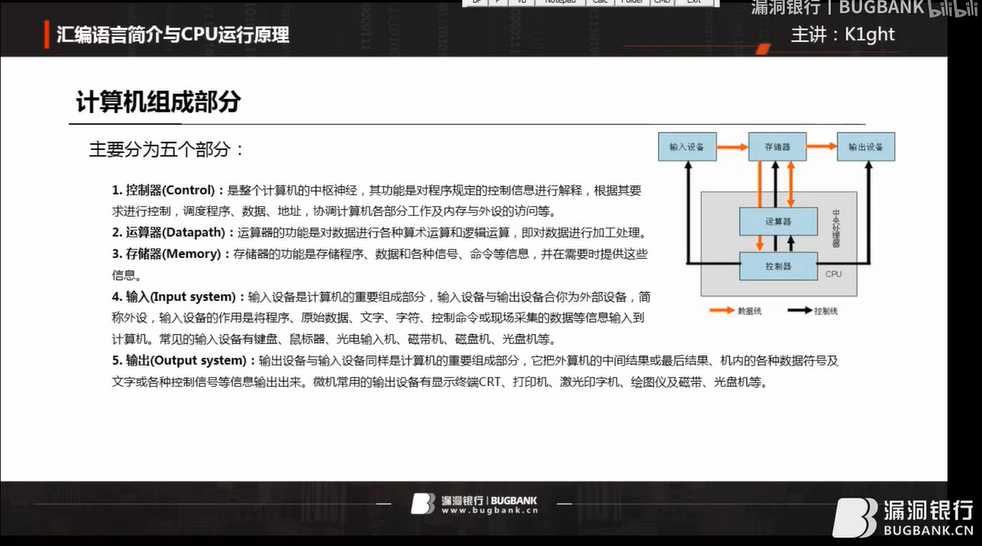 BP P VB Notepad Calc Folder CMD Exit
漏洞银行 | BUGBANK bilibili
汇编语言简介与CPU运行原理
主讲：K1ght
计算机组成部分
主要分为五个部分：
1. 控制器(Control)：是整个计算机的中枢神经，其功能是对程序规定的控制信息进行解释，根据其要
求进行控制，调度程序、数据、地址，协调计算机各部分工作及内存与外设的访问等。
2. 运算器(Datapath)：运算器的功能是对数据进行各种算术运算和逻辑运算，即对数据进行加工处理。
3. 存储器(Memory)：存储器的功能是存储程序、数据和各种信号、命令等信息，并在需要时提供这些
信息。
4. 输入(Input system)：输入设备是计算机的重要组成部分，输入设备与输出设备合你为外部设备，简
称外设，输入设备的作用是将程序、原始数据、文字、字符、控制命令或现场采集的数据等信息输入到
计算机。常见的输入设备有键盘、鼠标器、光电输入机、磁带机、磁盘机、光盘机等。
5. 输出(Output system)：输出设备与输入设备同样是计算机的重要组成部分，它把外算机的中间结果或最后结果、机内的各种数据符号及
文字或各种控制信号等信息输出出来。微机常用的输出设备有显示终端CRT、打印机、激光印字机、绘图仪及磁带、光盘机等。
输入设备
存储器
输出设备
运算器
中央处理器
控制器
CPU
数据线
控制线
漏洞银行 | BUGBANK
www.bugbank.cn
漏洞银行
BUGBANK.CN